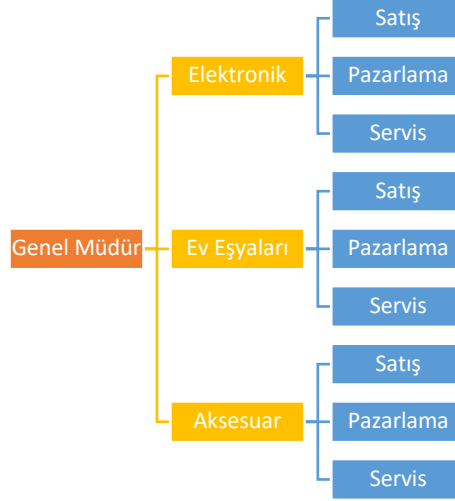 Genel Müdür
Elektronik
Satış
Pazarlama
Servis
Ev Eşyaları
Satış
Pazarlama
Servis
Aksesuar
Satış
Pazarlama
Servis